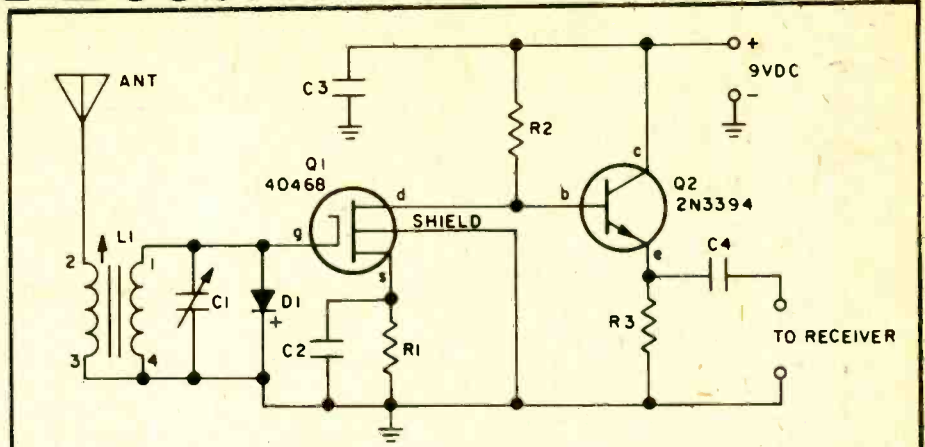 ANT
C3
+
9VDC
-
R2
Q1
40468
c
d
b
Q2
2N3394
SHIELD
g
L1
2
1
e
C4
s
C1
D1
+
R3
TO RECEIVER
C2
R1
3
4